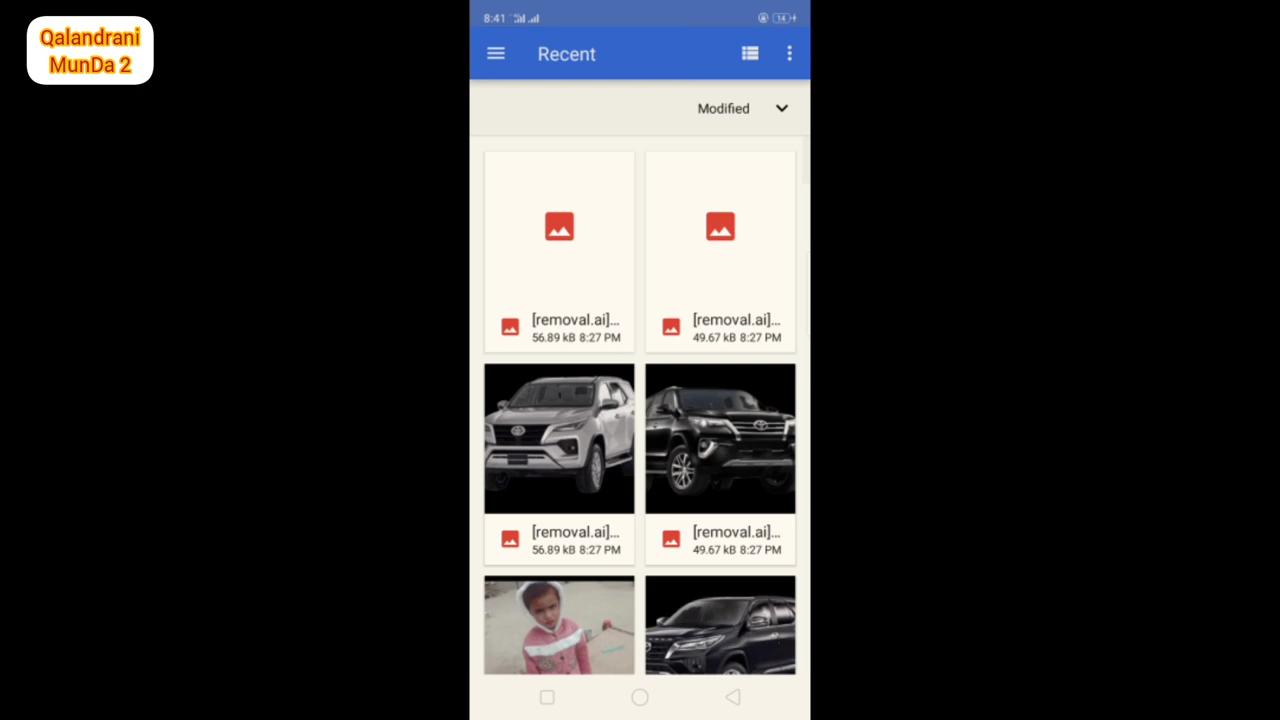 Qalandrani
MunDa 2
8:41
14
Recent
Modified
[removal.ai]...
56.89 kB 8:27 PM
[removal.ai]...
49.67 kB 8:27 PM
[removal.ai]...
56.89 kB 8:27 PM
[removal.ai]...
49.67 kB 8:27 PM